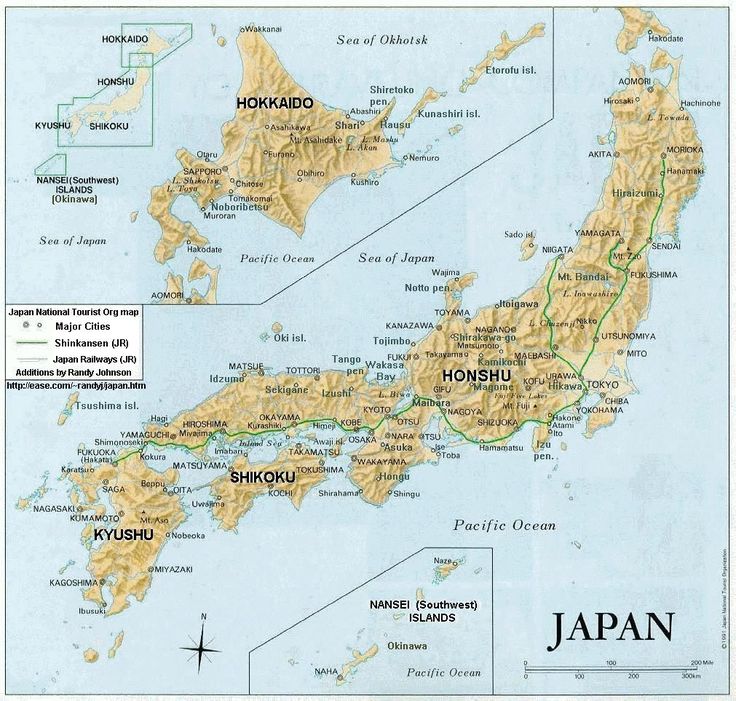 HOKKAIDO
HONSHU
KYUSHU
SHIKOKU
NANSEI (Southwest)
ISLANDS
[Okinawa]
Sea of Japan
Wakkanai
Sea of Okhotsk
Etorofu isl.
Shiretoko
pen.
Kunashiri isl.
HOKKAIDO
Abashiri
Shari
Rausu
Asahikawa
Mt. Asahidake
L. Mashu
L. Akan
Otaru
Furano
Nemuro
SAPPORO
L. Shikotsu
Chitose
Obihiro
Kushiro
L. Toya
Tomakomai
Noboribetsu
Muroran
Hakodate
Pacific Ocean
AOMORI
Hakodate
AOMORI
Hirosaki
Hachinohe
L. Towada
AKITA
MORIOKA
Hanamaki
Hiraizumi
Sado isl.
YAMAGATA
SENDAI
NIIGATA
Mt. Zao
FUKUSHIMA
Mt. Bandai
L. Inawashiro
Sea of Japan
Wajima
Notto pen.
Itoigawa
TOYAMA
KANAZAWA
NAGANO
L. Chuzenji
Nikko
UTSUNOMIYA
Shirakawa-go
Matsumoto
Takayama
MAEBASHI
MITO
Kamikochi
HONSHU
Magome
KOFU
URAWA
Hikawa
TOKYO
Fuji Five Lakes
CHIBA
Mt. Fuji
YOKOHAMA
Hakone
Atami
Ito
Izu
pen.
Japan National Tourist Org map
Major Cities
Shinkansen (JR)
Japan Railways (JR)
Additions by Randy Johnson
http://ease.com/~randyj/japan.htm
Oki isl.
Tojimbo
FUKUI
Tango
pen.
Wakasa
Bay
MATSUE
TOTTORI
Idzumo
Sekigane
Izushi
L. Biwa
GIFU
Maibara
NAGOYA
SHIZUOKA
Hamamatsu
Tsushima isl.
Hagi
HIROSHIMA
OKAYAMA
Kurashiki
Himeji
KOBE
KYOTO
OTSU
YAMAGUCHI
Miyajima
OSAKA
NARA
TSU
Shimonoseki
Inland Sea
Awaji isl.
Asuka
Ise
Toba
FUKUOKA
(Hakata)
Kokura
Imabari
TAKAMATSU
MATSUYAMA
TOKUSHIMA
WAKAYAMA
Karatsu
SHIKOKU
Hongu
SAGA
Beppu
OITA
KOCHI
Shirahama
Shingu
Uwajima
NAGASAKI
KUMAMOTO
Mt. Aso
KYUSHU
Nobeoka
Pacific Ocean
KAGOSHIMA
MIYAZAKI
Ibusuki
N
Naze
NANSEI (Southwest)
ISLANDS
Okinawa
NAHA
Pacific Ocean
JAPAN
0 100 200 Mile
0 100 200 300km
© 1991 Japan National Tourist Organization